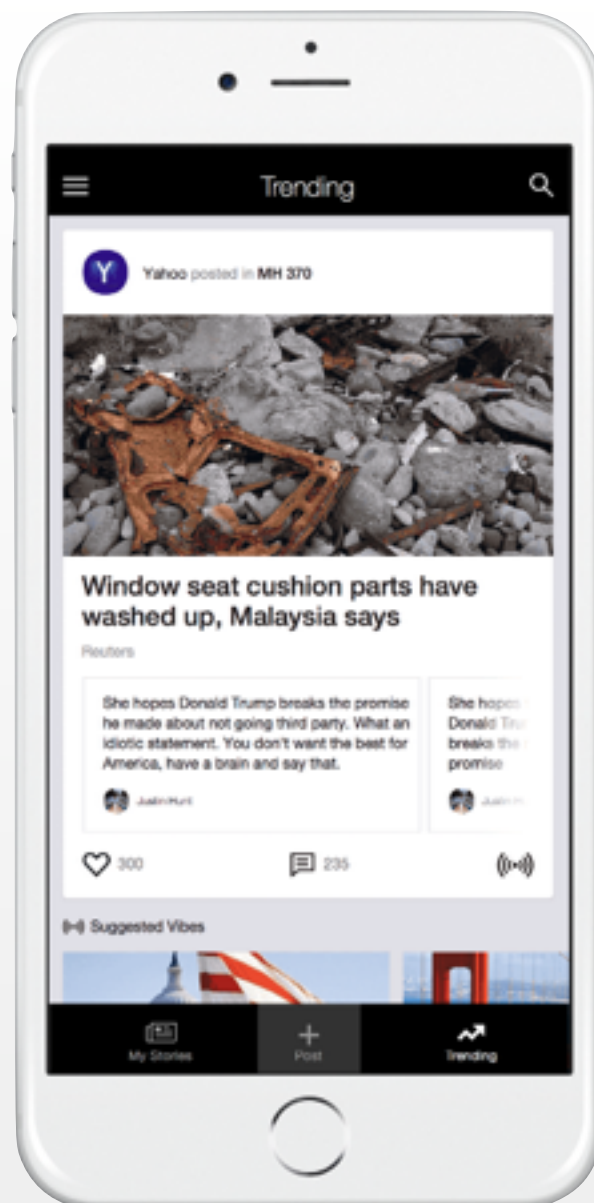 Trending
Y
Yahoo posted in MH 370
Window seat cushion parts have
washed up, Malaysia says
Reuters
She hopes Donald Trump breaks the promise
he made about not going third party. What an
idiotic statement. You don't want the best for
America, have a brain and say that.
Justin Hunt
She hopes
Donald
breaks the
promise
300
235
Suggested Vibes
My Stories
Post
Trending